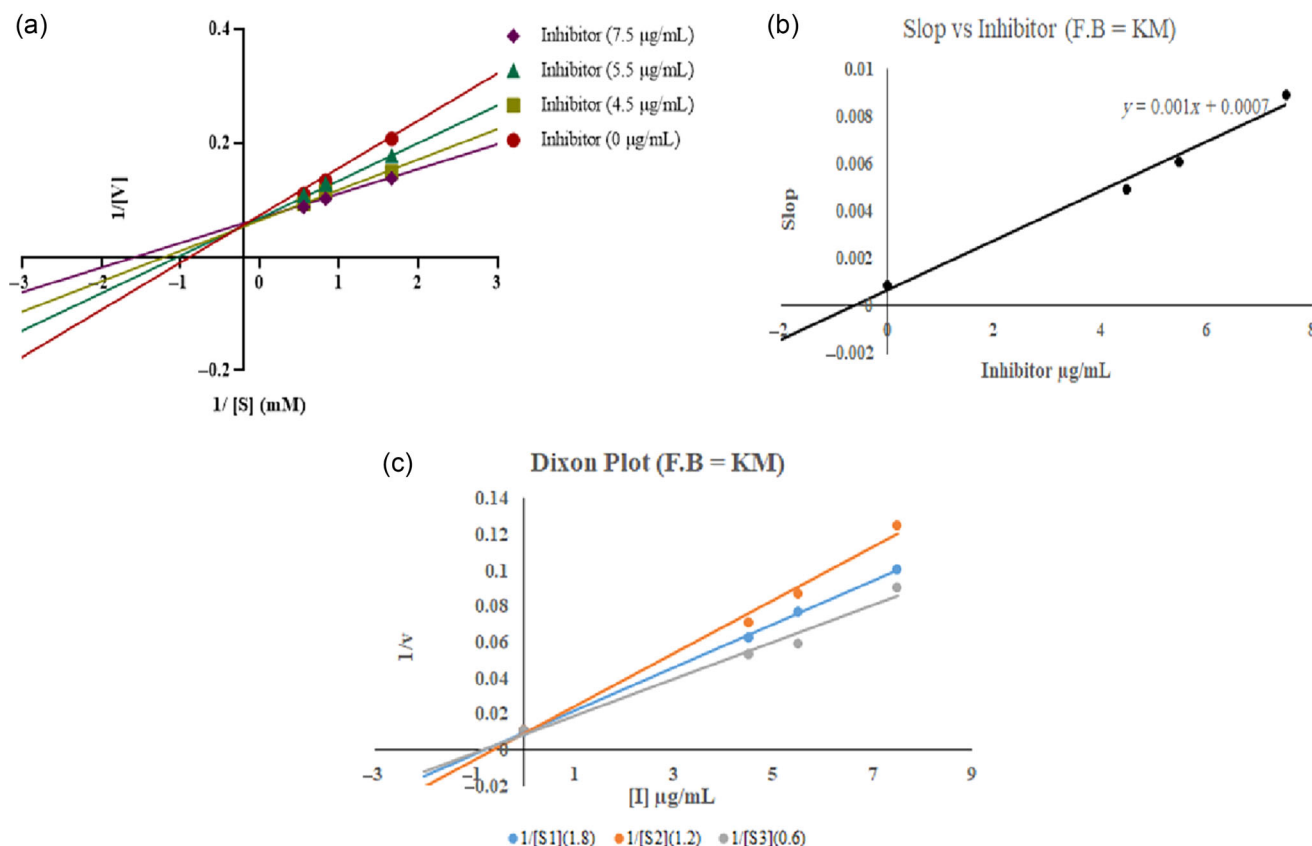 (a)
0.4
0.2
−0.2
1/[V]
−3
−2
−1
0
1
2
3
1/ [S] (mM)
Inhibitor (7.5 µg/mL)
Inhibitor (5.5 µg/mL)
Inhibitor (4.5 µg/mL)
Inhibitor (0 µg/mL)
(b)
Slop vs Inhibitor (F.B = KM)
0.01
0.008
0.006
0.004
0.002
0
−0.002
Slop
y = 0.001x + 0.0007
−2
0
2
4
6
8
Inhibitor µg/mL
(c)
Dixon Plot (F.B = KM)
0.14
0.12
0.1
0.08
0.06
0.04
0.02
0
−0.02
1/v
−3
−1
1
3
5
7
9
[I] µg/mL
1/[S1](1.8) 1/[S2](1.2) 1/[S3](0.6)